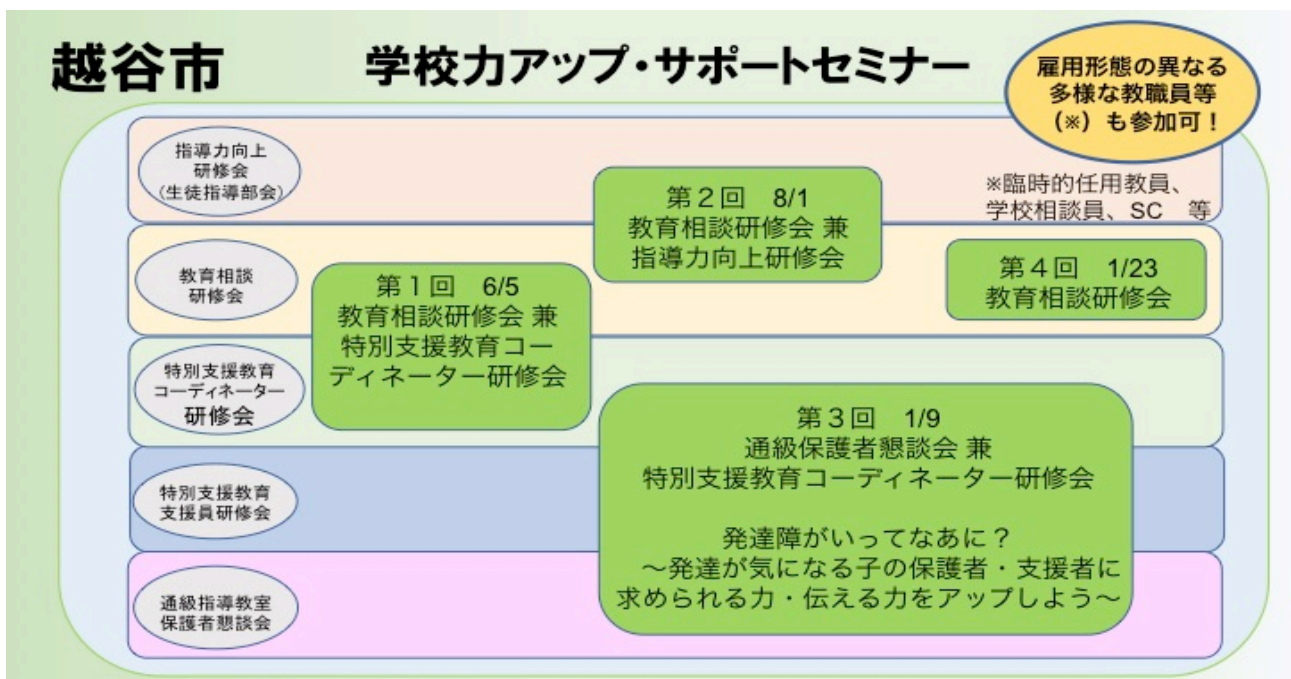 越谷市 学校力アップ・サポートセミナー
雇用形態の異なる
多様な教職員等
（※）も参加可！
指導力向上
研修会
（生徒指導部会）
※臨時的任用教員、
学校相談員、SC 等
第２回 8/1
教育相談研修会 兼
指導力向上研修会
教育相談
研修会
第１回 6/5
教育相談研修会 兼
特別支援教育コー
ディネーター研修会
第４回 1/23
教育相談研修会
特別支援教育
コーディネーター
研修会
第３回 1/9
通級保護者懇談会 兼
特別支援教育コーディネーター研修会
発達障がいってなあに？
～発達が気になる子の保護者・支援者に
求められる力・伝える力をアップしよう～
特別支援教育
支援員研修会
通級指導教室
保護者懇談会